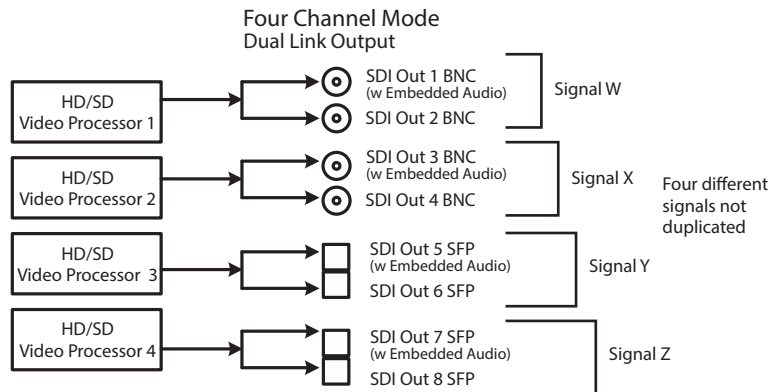 Four Channel Mode
Dual Link Output
HD/SD
Video Processor 1
SDI Out 1 BNC
(w Embedded Audio)
SDI Out 2 BNC
Signal W
HD/SD
Video Processor 2
SDI Out 3 BNC
(w Embedded Audio)
SDI Out 4 BNC
Signal X
Four different
signals not
duplicated
HD/SD
Video Processor 3
SDI Out 5 SFP
(w Embedded Audio)
SDI Out 6 SFP
Signal Y
HD/SD
Video Processor 4
SDI Out 7 SFP
(w Embedded Audio)
SDI Out 8 SFP
Signal Z